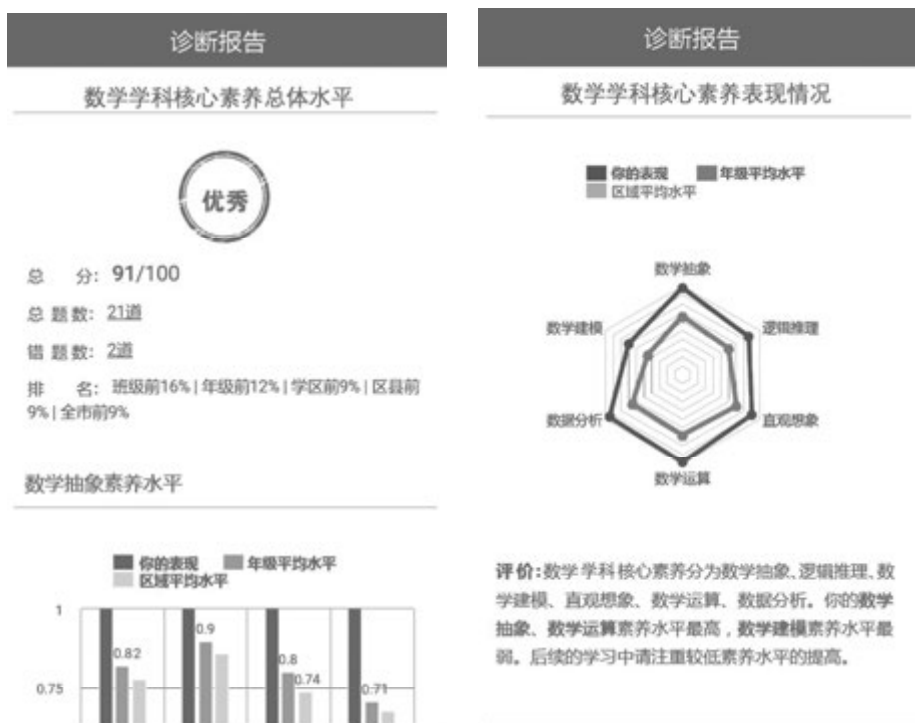 诊断报告
数学学科核心素养总体水平
优秀
总 分: 91/100
总题数: 21道
错题数: 2道
排 名: 班级前16% | 年级前12% | 学区前9% | 区县前
9% | 全市前9%
数学抽象素养水平
你的表现 年级平均水平
区域平均水平
1
0.82
0.9
0.8
0.74
0.71
0.75
诊断报告
数学学科核心素养表现情况
你的表现 年级平均水平
区域平均水平
数学抽象
数学建模
逻辑推理
数据分析
直观想象
数学运算
评价:数学学科核心素养分为数学抽象、逻辑推理、数
学建模、直观想象、数学运算、数据分析。你的数学
抽象、数学运算素养水平最高，数学建模素养水平最
弱。后续的学习中请注重较低素养水平的提高。